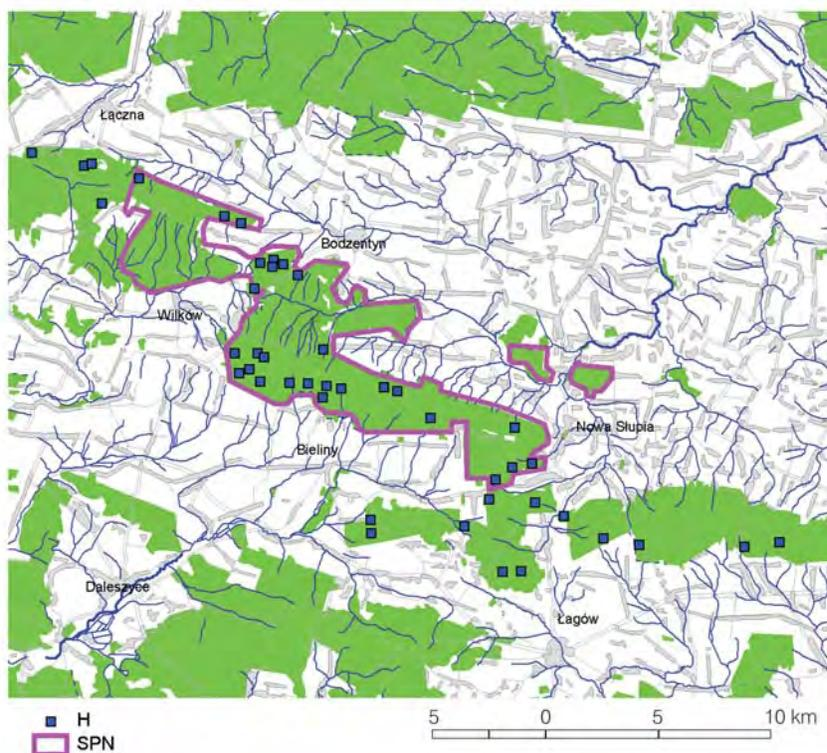 Łączna
Bodzentyn
Wilków
Nowa Słupia
Bieliny
Daleszyce
Łagów
H
SPN
5 0 5 10 km